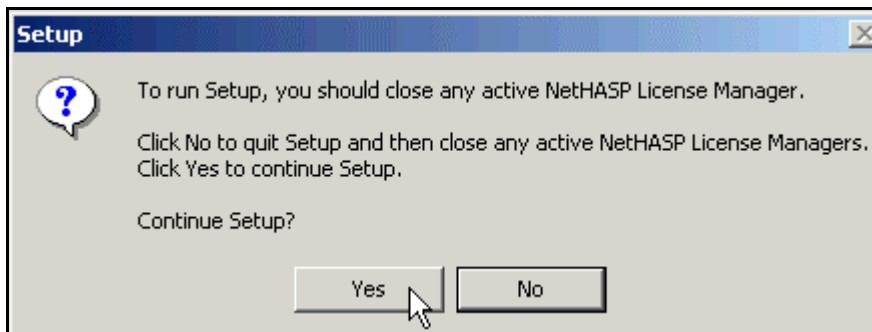 Setup
To run Setup, you should close any active NetHASP License Manager.
Click No to quit Setup and then close any active NetHASP License Managers.
Click Yes to continue Setup.
Continue Setup?
Yes No